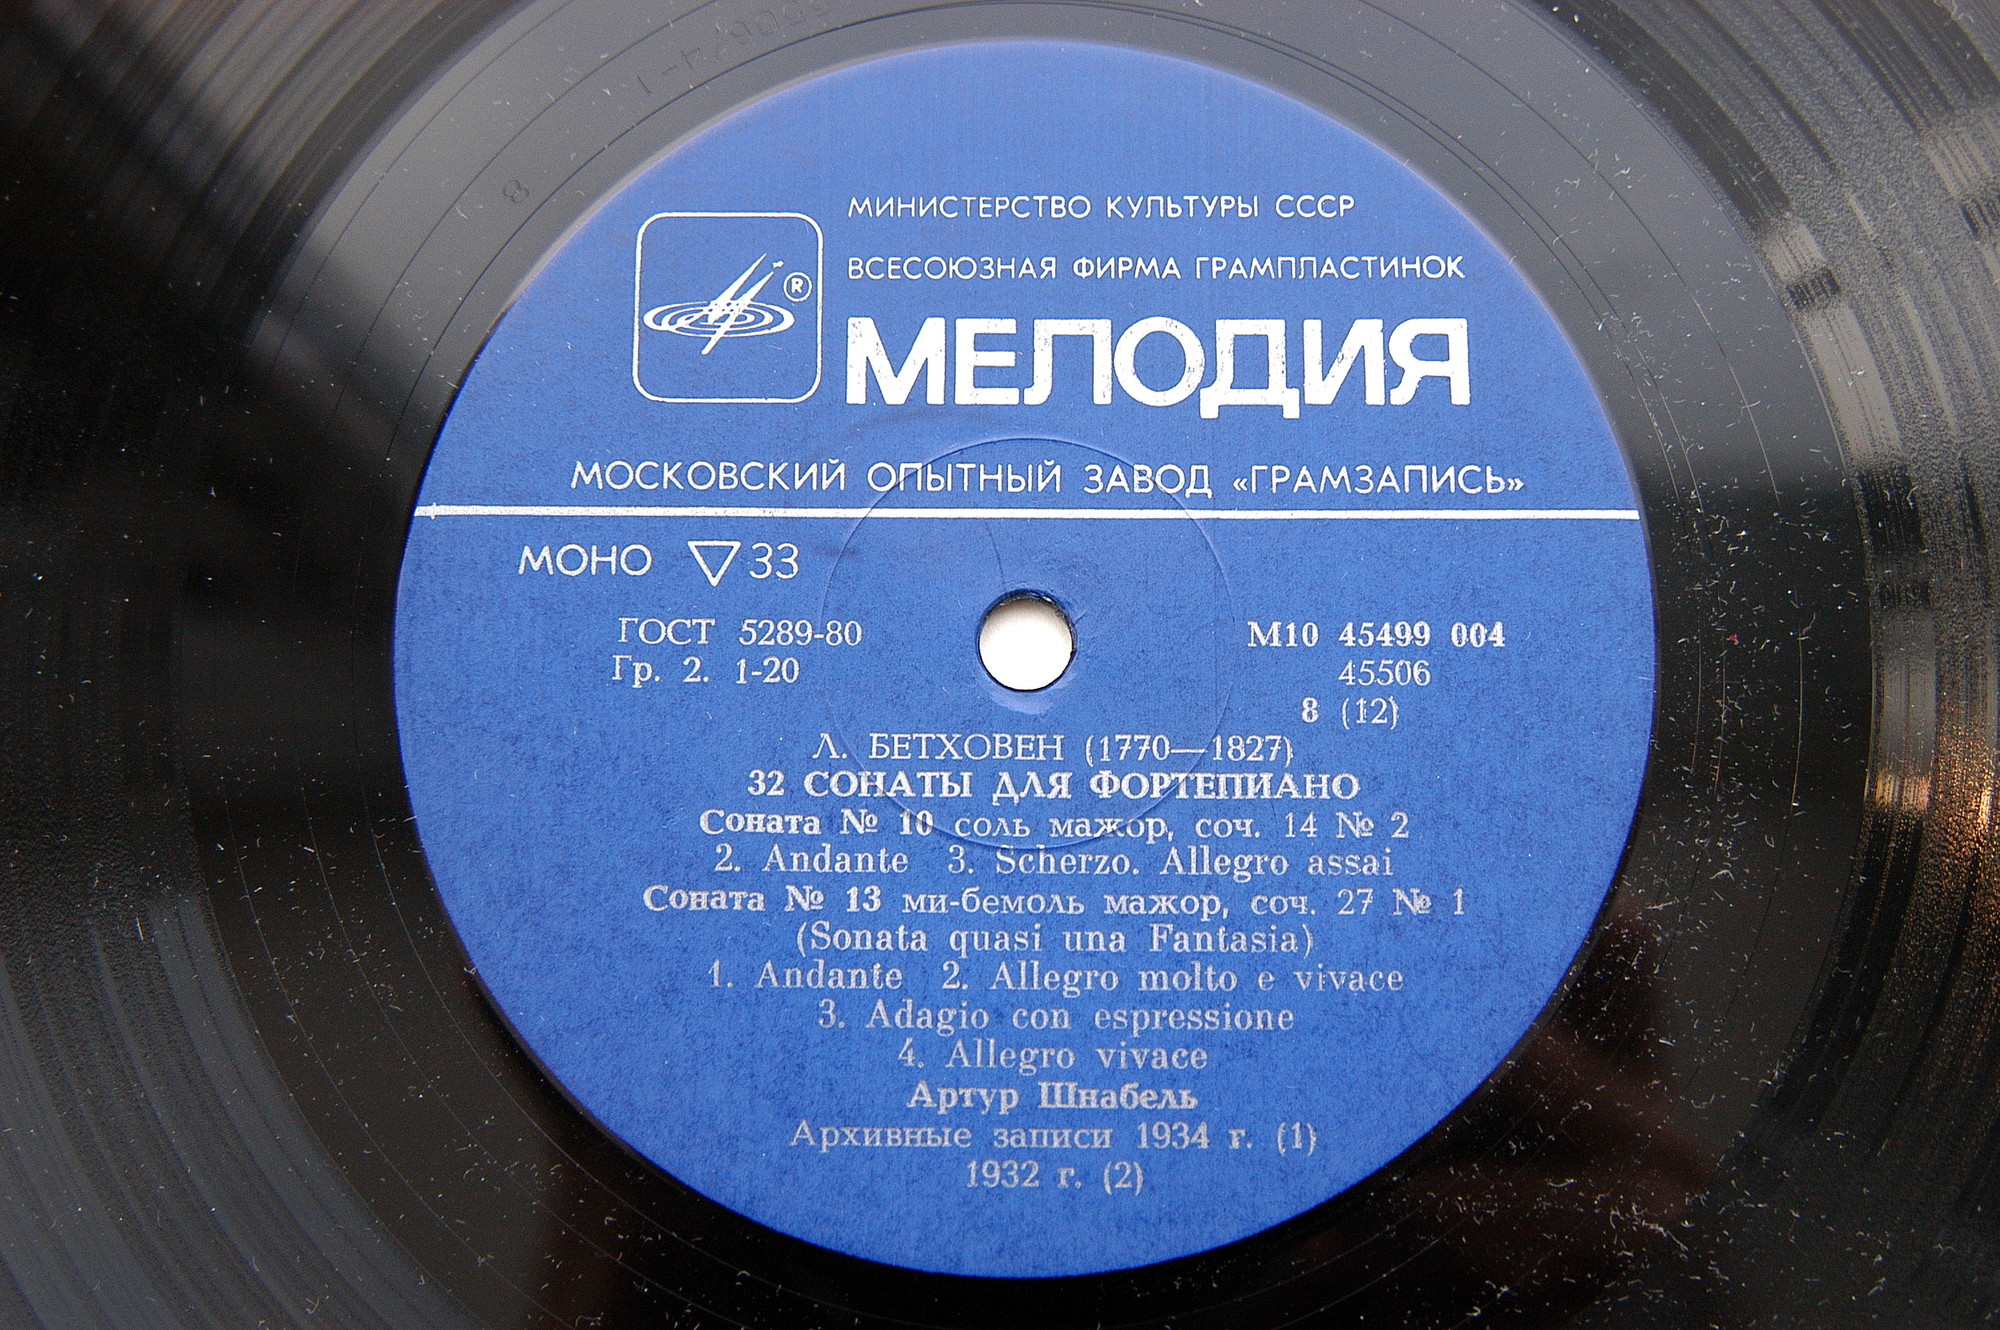 МИНИСТЕРСТВО КУЛЬТУРЫ СССР
ВСЕСОЮЗНАЯ ФИРМА ГРАМПЛАСТИНОК
®
МЕЛОДИЯ
МОСКОВСКИЙ ОПЫТНЫЙ ЗАВОД «ГРАМЗАПИСЬ»
МОНО ▽33
ГОСТ 5289-80
Гр. 2. 1-20
М10 45499 004
45506
8 (12)
Л. БЕТХОВЕН (1770—1827)
32 СОНАТЫ ДЛЯ ФОРТЕПИАНО
Соната № 10 соль мажор, соч. 14 № 2
2. Andante 3. Scherzo. Allegro assai
Соната № 13 ми-бемоль мажор, соч. 27 № 1
(Sonata quasi una Fantasia)
1. Andante 2. Allegro molto e vivace
3. Adagio con espressione
4. Allegro vivace
Артур Шнабель
Архивные записи 1934 г. (1)
1932 г. (2)
8